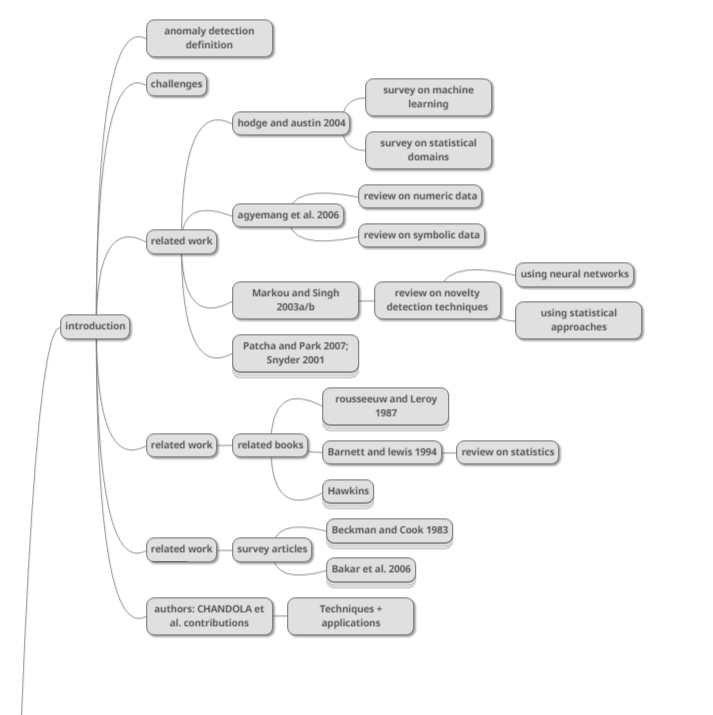 anomaly detection
definition
challenges
survey on machine
learning
hodge and austin 2004
survey on statistical
domains
review on numeric data
agyemang et al. 2006
review on symbolic data
related work
using neural networks
Markou and Singh
2003a/b
review on novelty
detection techniques
using statistical
approaches
introduction
Patcha and Park 2007;
Snyder 2001
rousseeuw and Leroy
1987
related work
related books
Barnett and lewis 1994
review on statistics
Hawkins
Beckman and Cook 1983
related work
survey articles
Bakar et al. 2006
authors: CHANDOLA et
al. contributions
Techniques +
applications